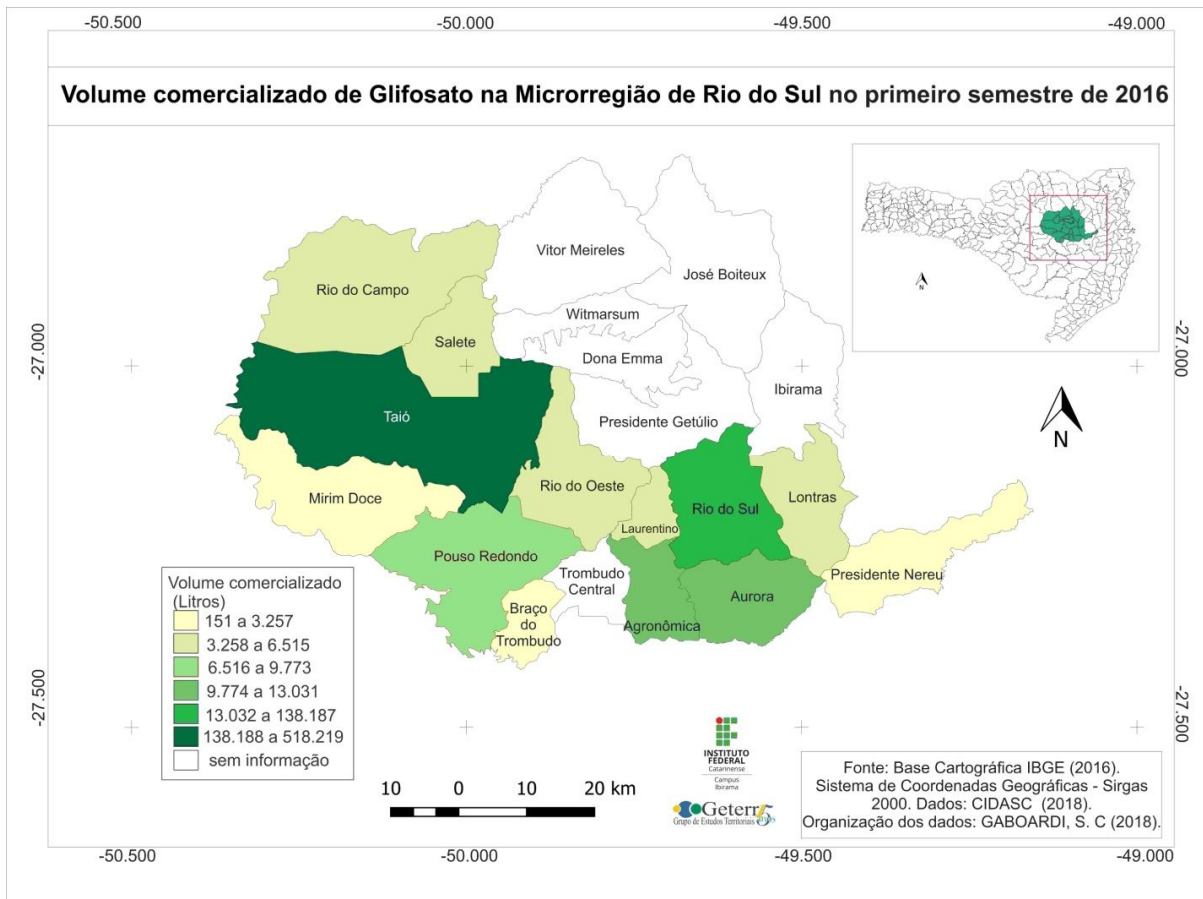 -50.500
-50.000
-49.500
-49.000
Volume comercializado de Glifosato na Microrregião de Rio do Sul no primeiro semestre de 2016
Vitor Meireles
José Boiteux
Rio do Campo
Witmarsum
Salete
Dona Emma
Ibirama
Taió
Presidente Getúlio
N
N
-27.000
-27.000
Mirim Doce
Rio do Oeste
Rio do Sul
Lontras
Laurentino
Pouso Redondo
Trombudo
Central
Presidente Nereu
Braço
do
Trombudo
Aurora
Agronômica
Volume comercializado
(Litros)
151 a 3.257
3.258 a 6.515
6.516 a 9.773
9.774 a 13.031
13.032 a 138.187
138.188 a 518.219
sem informação
-27.500
-27.500
10 0 10 20 km
INSTITUTO
FEDERAL
Catarinense
Campus
Ibirama
Geterr
5 anos
Grupo de Estudos Territoriais
Fonte: Base Cartográfica IBGE (2016).
Sistema de Coordenadas Geográficas - Sirgas
2000. Dados: CIDASC (2018).
Organização dos dados: GABOARDI, S. C (2018).
-50.500
-50.000
-49.500
-49.000